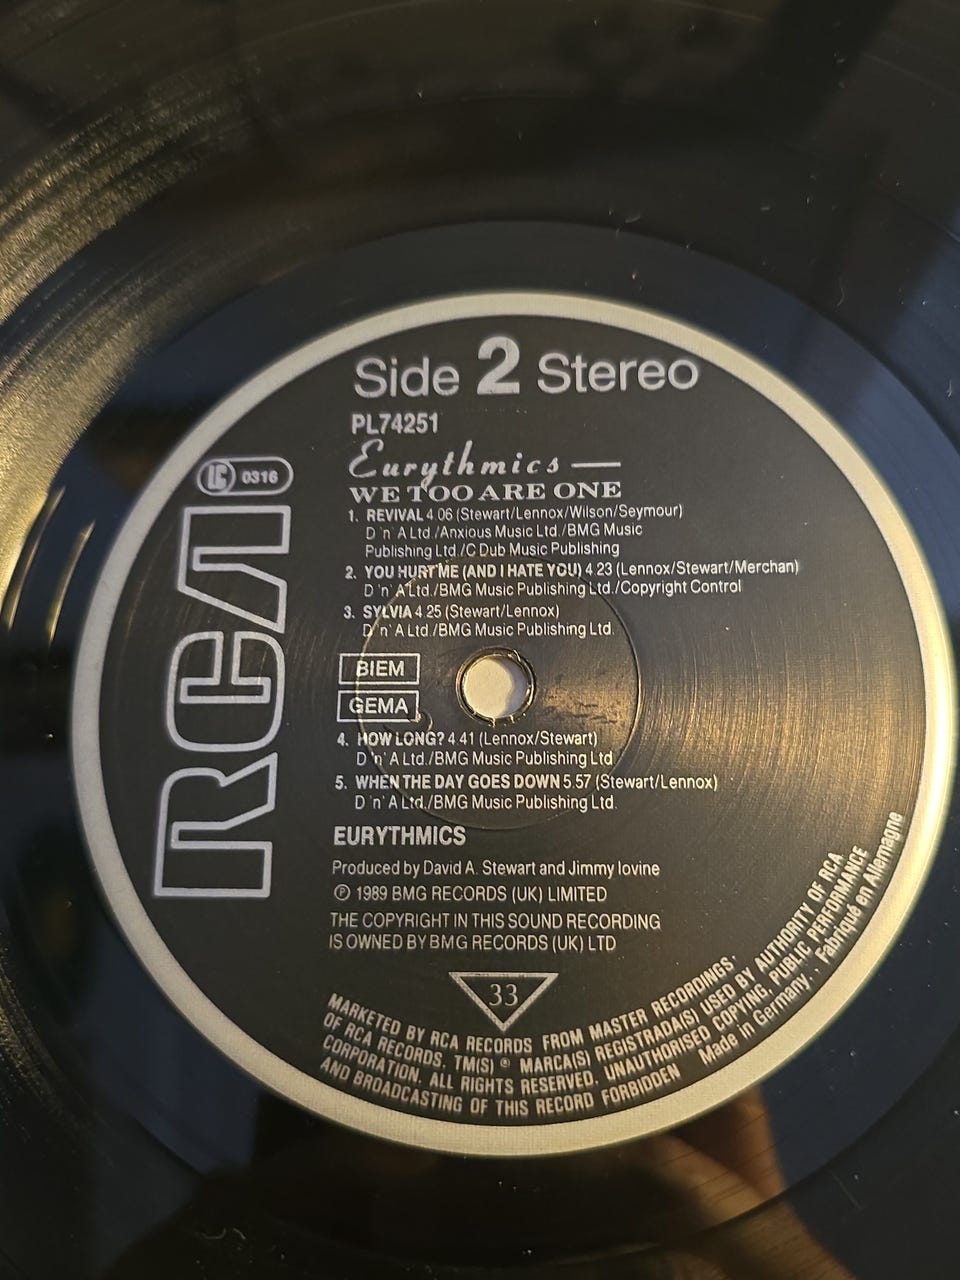 Side 2 Stereo
PL74251
Eurythmics —
WE TOO ARE ONE
LC 0316
RCA
1. REVIVAL 4 06 (Stewart/Lennox/Wilson/Seymour)
D 'n' A Ltd./Anxious Music Ltd./BMG Music
Publishing Ltd./C Dub Music Publishing
2. YOU HURT ME (AND I HATE YOU) 4 23 (Lennox/Stewart/Merchan)
D 'n' A Ltd./BMG Music Publishing Ltd./Copyright Control
3. SYLVIA 4 25 (Stewart/Lennox)
D 'n' A Ltd./BMG Music Publishing Ltd.
BIEM
GEMA
4. HOW LONG? 4 41 (Lennox/Stewart)
D 'n' A Ltd./BMG Music Publishing Ltd
5. WHEN THE DAY GOES DOWN 5 57 (Stewart/Lennox)
D 'n' A Ltd./BMG Music Publishing Ltd.
EURYTHMICS
Produced by David A. Stewart and Jimmy Iovine
Ⓟ 1989 BMG RECORDS (UK) LIMITED
THE COPYRIGHT IN THIS SOUND RECORDING
IS OWNED BY BMG RECORDS (UK) LTD
33
MARKETED BY RCA RECORDS FROM MASTER RECORDINGS
OF RCA RECORDS. TM(S) ® MARCA(S) REGISTRADA(S) USED BY AUTHORITY OF RCA
CORPORATION. ALL RIGHTS RESERVED. UNAUTHORISED COPYING, PUBLIC PERFORMANCE
AND BROADCASTING OF THIS RECORD FORBIDDEN Made in Germany. . Fabriqué en Allemagne